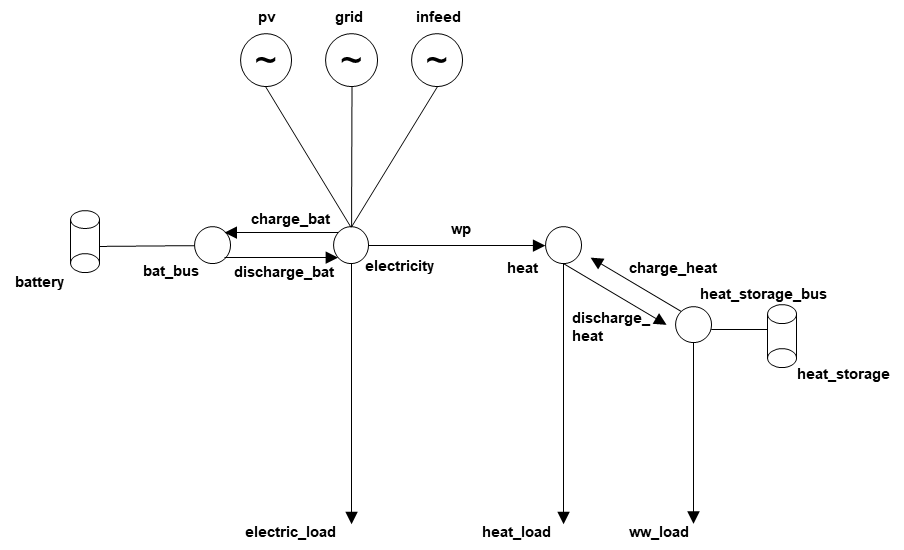 pv
grid
infeed
~
~
~
charge_bat
wp
bat_bus
discharge_bat
electricity
battery
heat
charge_heat
heat_storage_bus
discharge_
heat
heat_storage
electric_load
heat_load
ww_load